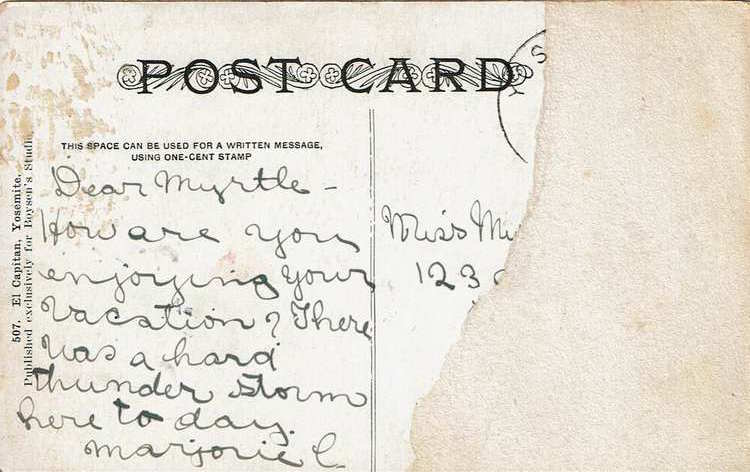 POST CARD
THIS SPACE CAN BE USED FOR A WRITTEN MESSAGE,
USING ONE-CENT STAMP
Dear Myrtle -
How are you
enjoying your
vacation? There
was a hard
thunder storm
here to day.
Marjorie C.
Miss My
123
507. El Capitan, Yosemite.
Published exclusively for Boysen's Studio.